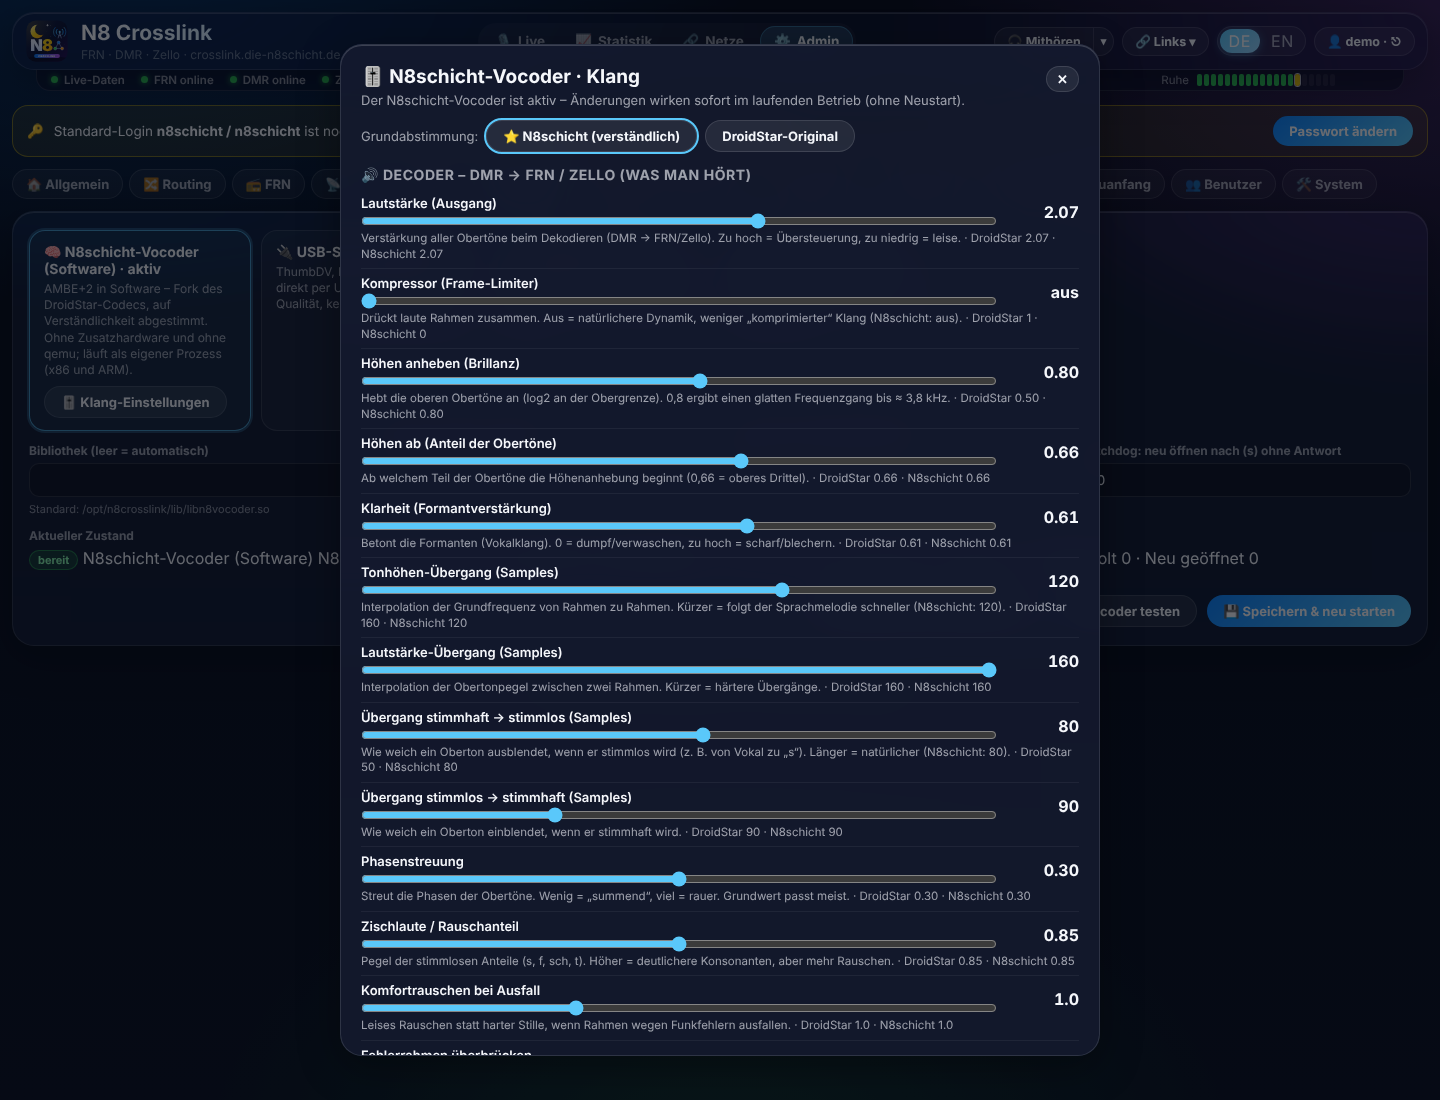 N8 Crosslink
FRN · DMR · Zello · crosslink.die-n8schicht.de
Live
Statistik
Netze
Admin
Mithören
Links
DE EN
demo ·
Live-Daten FRN online DMR online
Ruhe
Standard-Login n8schicht / n8schicht ist no
Passwort ändern
Allgemein
Routing
FRN
uanfang
Benutzer
System
N8schicht-Vocoder (Software) · aktiv
AMBE+2 in Software – Fork des
DroidStar-Codecs, auf
Verständlichkeit abgestimmt.
Ohne Zusatzhardware und ohne
qemu; läuft als eigener Prozess
(x86 und ARM).
Klang-Einstellungen
USB-S
ThumbDV,
direkt per U
Qualität, ke
Bibliothek (leer = automatisch)
Standard: /opt/n8crosslink/lib/libn8vocoder.so
chdog: neu öffnen nach (s) ohne Antwort
Aktueller Zustand
bereit N8schicht-Vocoder (Software) N8
olt 0 · Neu geöffnet 0
coder testen
Speichern & neu starten
N8schicht-Vocoder · Klang
Der N8schicht-Vocoder ist aktiv – Änderungen wirken sofort im laufenden Betrieb (ohne Neustart).
Grundabstimmung: N8schicht (verständlich) DroidStar-Original
DECODER – DMR → FRN / ZELLO (WAS MAN HÖRT)
Lautstärke (Ausgang)
2.07
Verstärkung aller Obertöne beim Dekodieren (DMR → FRN/Zello). Zu hoch = Übersteuerung, zu niedrig = leise. · DroidStar 2.07 ·
N8schicht 2.07
Kompressor (Frame-Limiter)
aus
Drückt laute Rahmen zusammen. Aus = natürlichere Dynamik, weniger „komprimierter“ Klang (N8schicht: aus). · DroidStar 1 ·
N8schicht 0
Höhen anheben (Brillanz)
0.80
Hebt die oberen Obertöne an (log2 an der Obergrenze). 0,8 ergibt einen glatten Frequenzgang bis ≈ 3,8 kHz. · DroidStar 0.50 ·
N8schicht 0.80
Höhen ab (Anteil der Obertöne)
0.66
Ab welchem Teil der Obertöne die Höhenanhebung beginnt (0,66 = oberes Drittel). · DroidStar 0.66 · N8schicht 0.66
Klarheit (Formantverstärkung)
0.61
Betont die Formanten (Vokalklang). 0 = dumpf/verwaschen, zu hoch = scharf/blechern. · DroidStar 0.61 · N8schicht 0.61
Tonhöhen-Übergang (Samples)
120
Interpolation der Grundfrequenz von Rahmen zu Rahmen. Kürzer = folgt der Sprachmelodie schneller (N8schicht: 120). · DroidStar
160 · N8schicht 120
Lautstärke-Übergang (Samples)
160
Interpolation der Obertonpegel zwischen zwei Rahmen. Kürzer = härtere Übergänge. · DroidStar 160 · N8schicht 160
Übergang stimmhaft → stimmlos (Samples)
80
Wie weich ein Oberton ausblendet, wenn er stimmlos wird (z. B. von Vokal zu „s“). Länger = natürlicher (N8schicht: 80). · DroidStar
50 · N8schicht 80
Übergang stimmlos → stimmhaft (Samples)
90
Wie weich ein Oberton einblendet, wenn er stimmhaft wird. · DroidStar 90 · N8schicht 90
Phasenstreuung
0.30
Streut die Phasen der Obertöne. Wenig = „summend“, viel = rauer. Grundwert passt meist. · DroidStar 0.30 · N8schicht 0.30
Zischlaute / Rauschanteil
0.85
Pegel der stimmlosen Anteile (s, f, sch, t). Höher = deutlichere Konsonanten, aber mehr Rauschen. · DroidStar 0.85 · N8schicht 0.85
Komfortrauschen bei Ausfall
1.0
Leises Rauschen statt harter Stille, wenn Rahmen wegen Funkfehlern ausfallen. · DroidStar 1.0 · N8schicht 1.0
Fehlerrahmen überbrücken